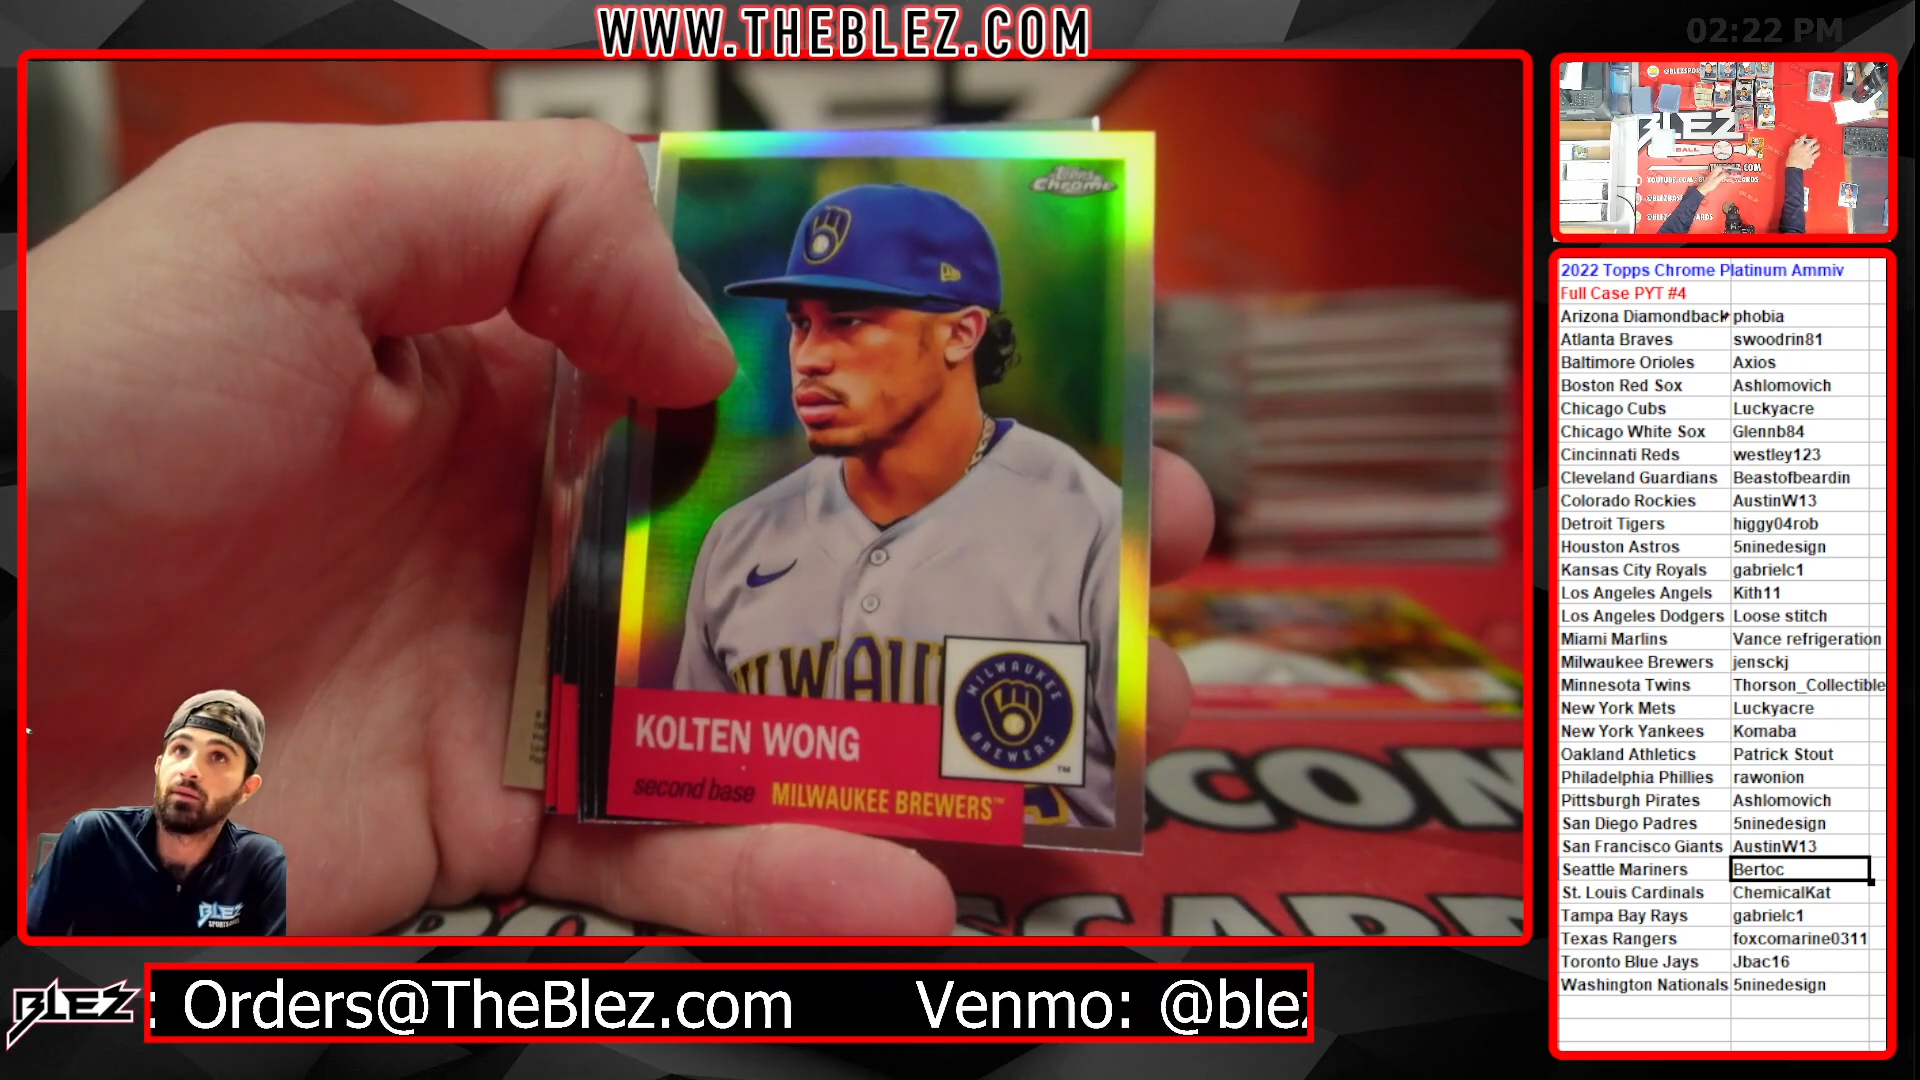 WWW.THEBLEZ.COM
02:22 PM
Topps
Chrome
KOLTEN WONG
second base MILWAUKEE BREWERS™
MILWAUKEE
BREWERS
™
BLEZ
SPORTSCARDS
BLEZ
: Orders@TheBlez.com Venmo: @blez
BLEZ
2022 Topps Chrome Platinum Ammiv
Full Case PYT #4
Arizona Diamondback phobia
Atlanta Braves swoodrin81
Baltimore Orioles Axios
Boston Red Sox Ashlomovich
Chicago Cubs Luckyacre
Chicago White Sox Glennb84
Cincinnati Reds westley123
Cleveland Guardians Beastofbeardin
Colorado Rockies AustinW13
Detroit Tigers higgy04rob
Houston Astros 5ninedesign
Kansas City Royals gabrielc1
Los Angeles Angels Kith11
Los Angeles Dodgers Loose stitch
Miami Marlins Vance refrigeration
Milwaukee Brewers jensckj
Minnesota Twins Thorson_Collectible
New York Mets Luckyacre
New York Yankees Komaba
Oakland Athletics Patrick Stout
Philadelphia Phillies rawonion
Pittsburgh Pirates Ashlomovich
San Diego Padres 5ninedesign
San Francisco Giants AustinW13
Seattle Mariners Bertoc
St. Louis Cardinals ChemicalKat
Tampa Bay Rays gabrielc1
Texas Rangers foxcomarine0311
Toronto Blue Jays Jbac16
Washington Nationals 5ninedesign